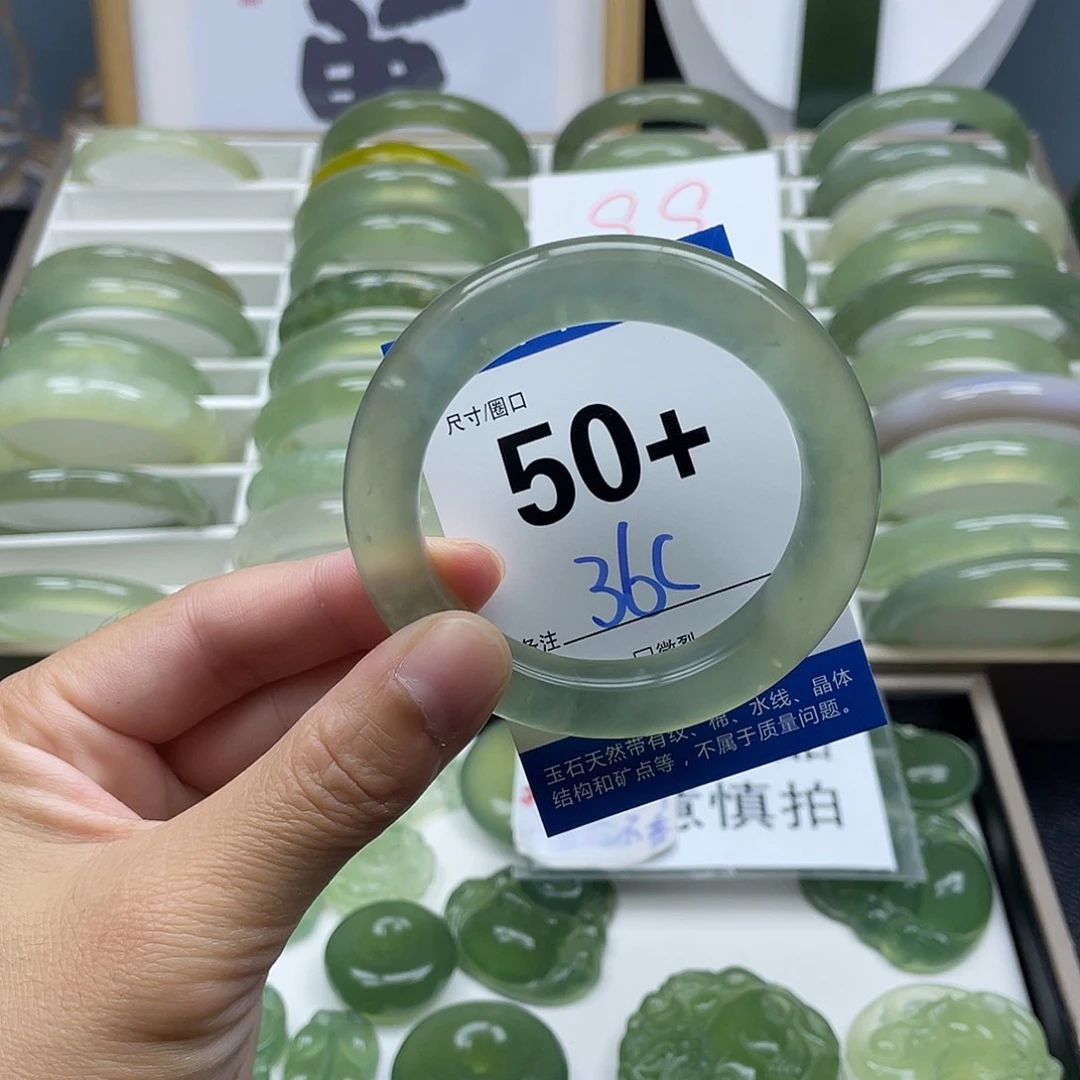 88
尺寸/圈口
50+
36C
备注
微裂
棉、水线、晶体
玉石天然带有纹、
结构和矿点等，不属于质量问题。
意慎拍